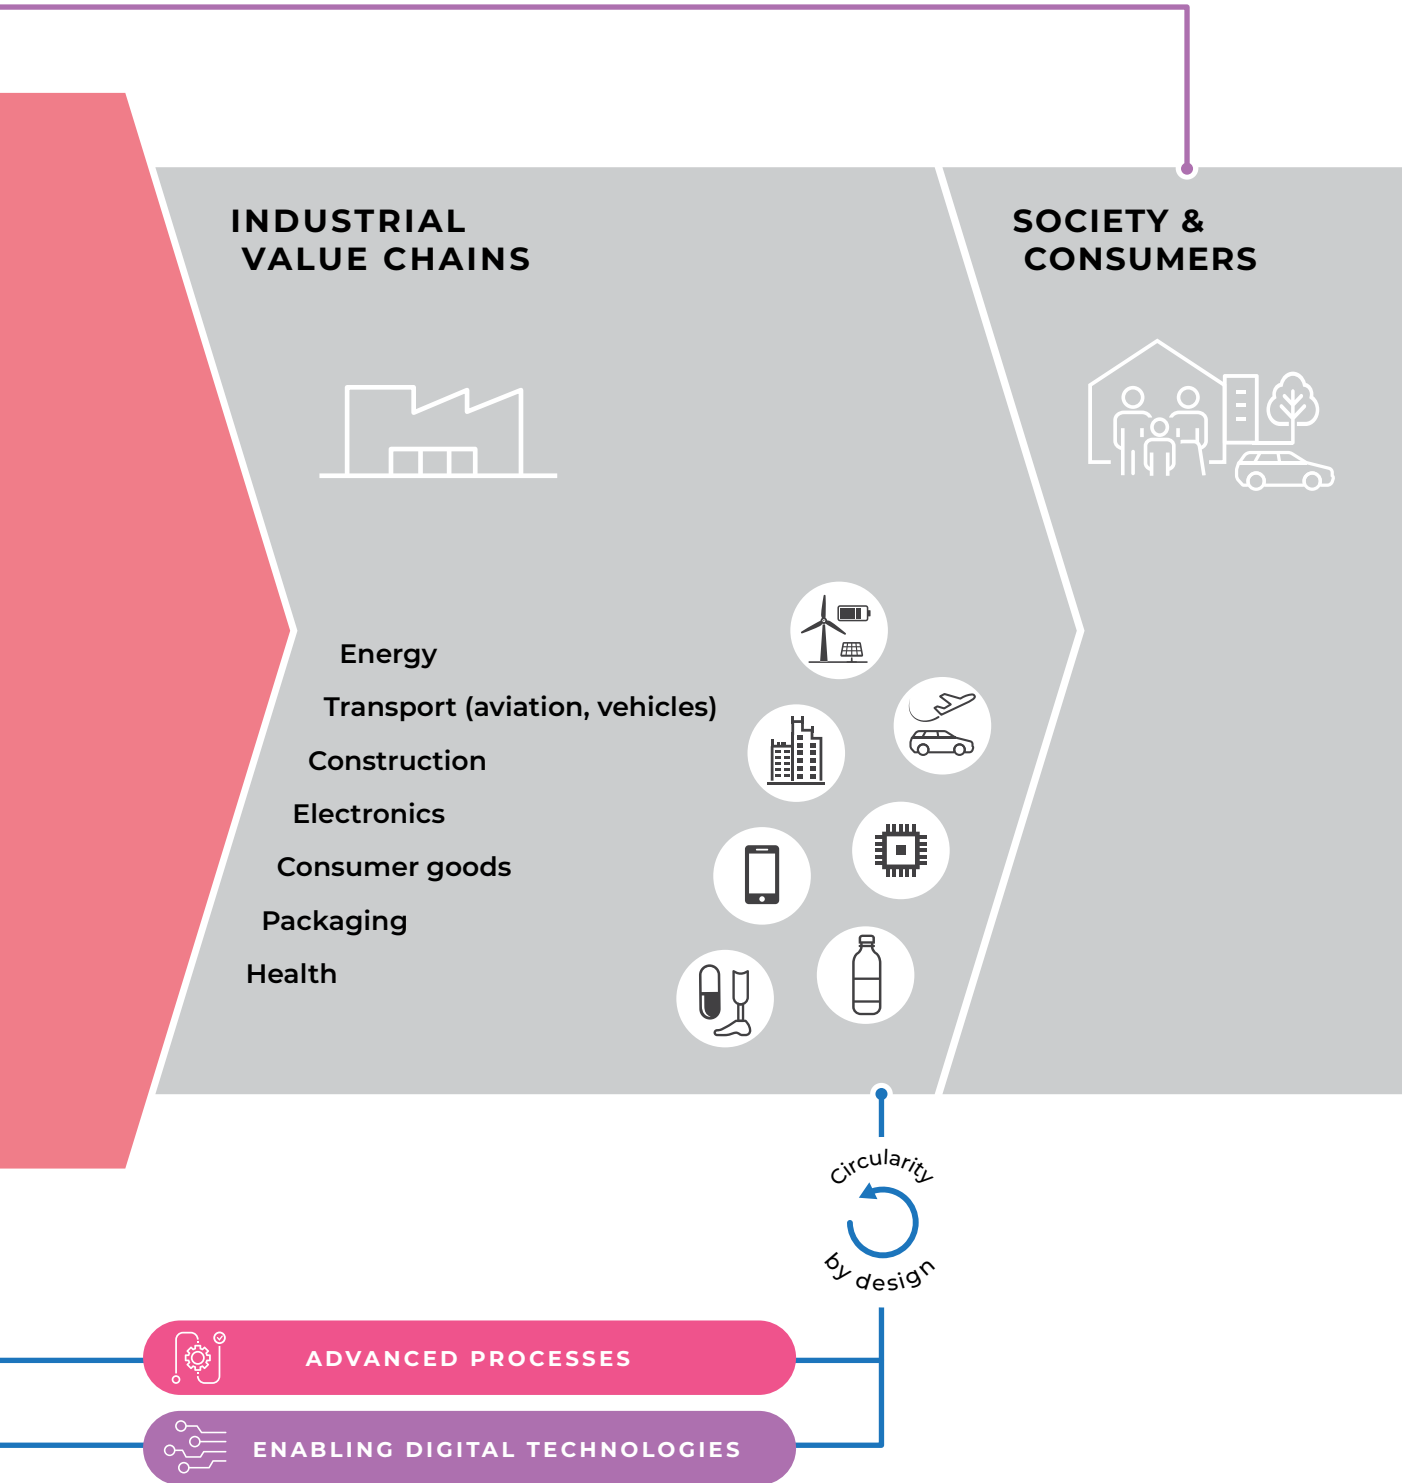 INDUSTRIAL
VALUE CHAINS
SOCIETY &
CONSUMERS
Energy
Transport (aviation, vehicles)
Construction
Electronics
Consumer goods
Packaging
Health
Circularity
by design
ADVANCED PROCESSES
ENABLING DIGITAL TECHNOLOGIES